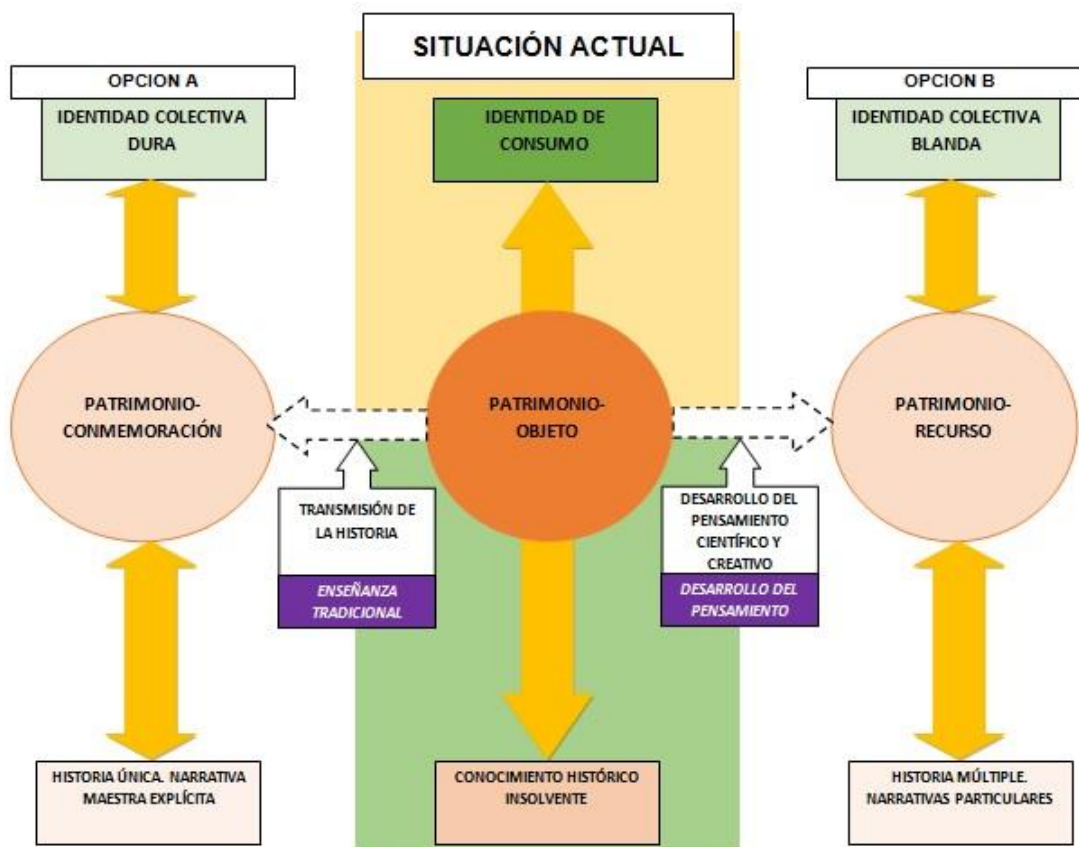 SITUACIÓN ACTUAL
OPCION A
IDENTIDAD COLECTIVA
DURA
IDENTIDAD DE
CONSUMO
OPCION B
IDENTIDAD COLECTIVA
BLANDA
PATRIMONIO-
CONMEMORACIÓN
PATRIMONIO-
OBJETO
PATRIMONIO-
RECURSO
TRANSMISIÓN DE
LA HISTORIA
ENSEÑANZA
TRADICIONAL
DESARROLLO DEL
PENSAMIENTO
CIENTÍFICO Y
CREATIVO
DESARROLLO DEL
PENSAMIENTO
HISTORIA ÚNICA. NARRATIVA
MAESTRA EXPLÍCITA
CONOCIMIENTO HISTÓRICO
INSOLVENTE
HISTORIA MÚLTIPLE.
NARRATIVAS PARTICULARES